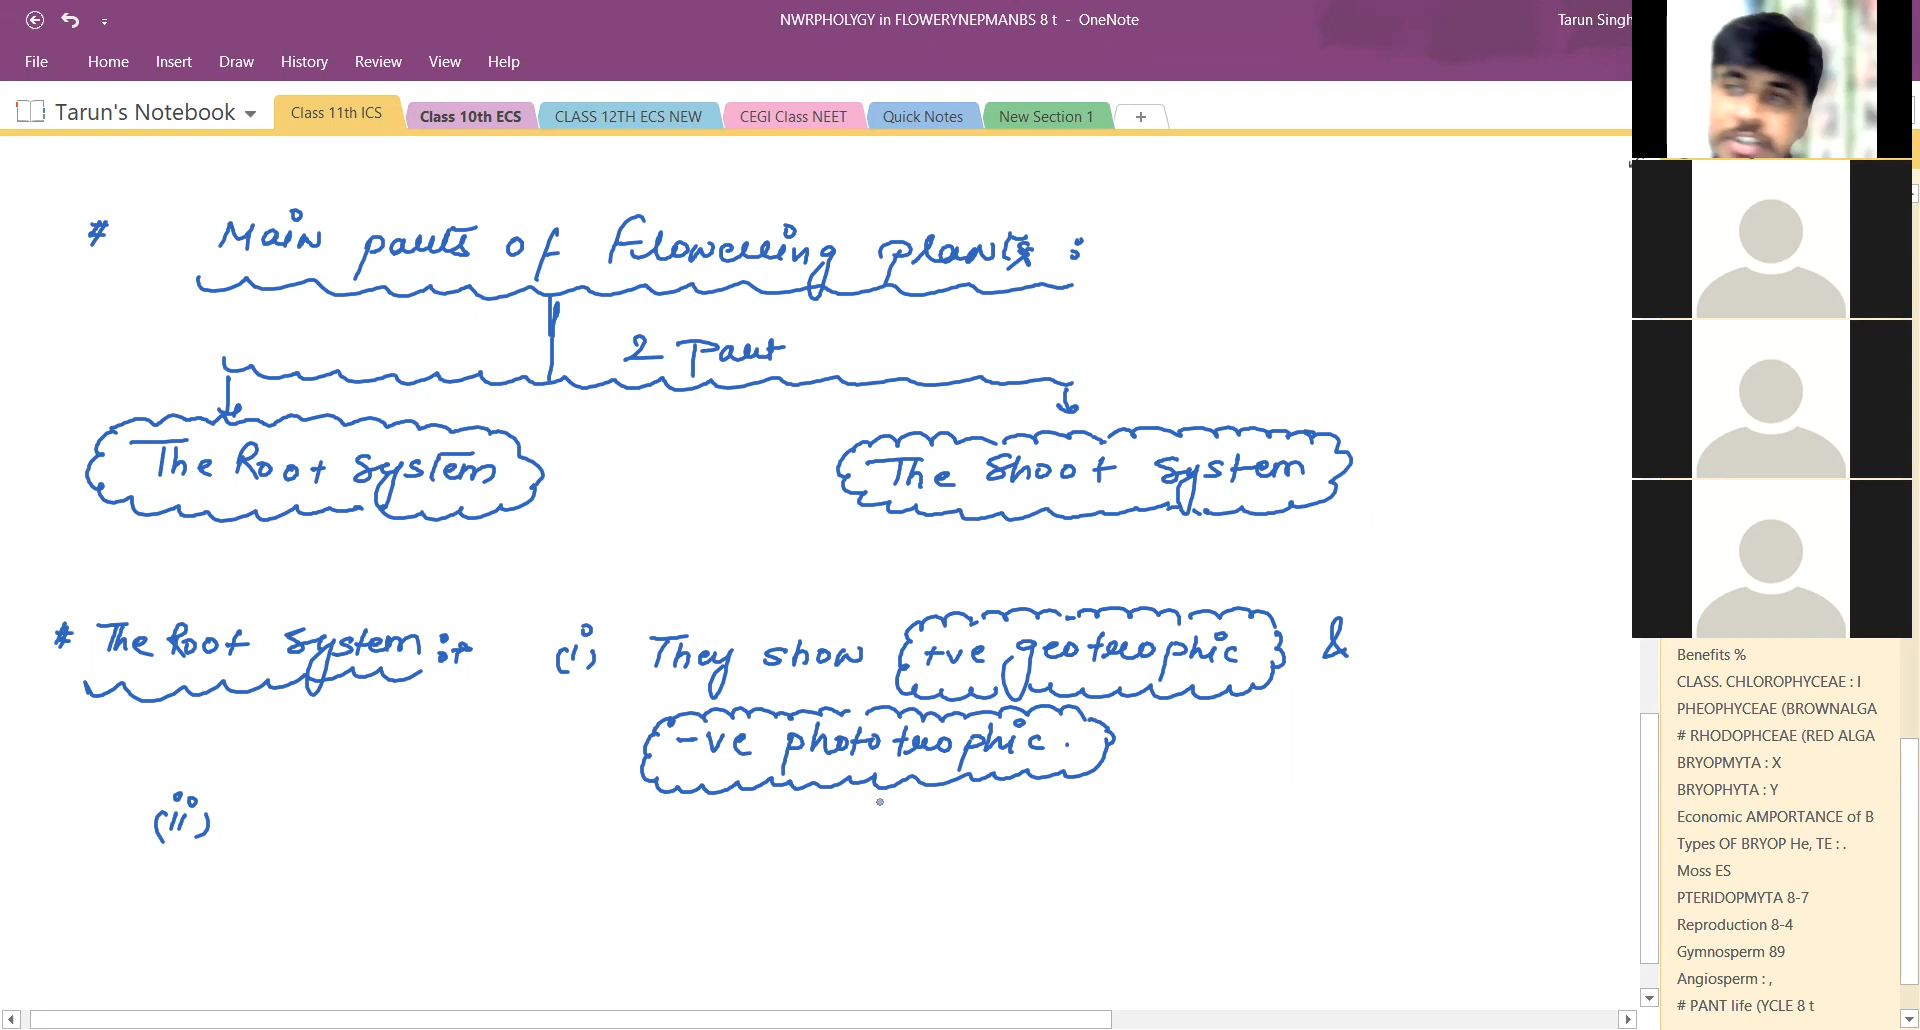 NWRPHOLYGY in FLOWERYNEPMANBS 8 t - OneNote
Tarun Singh
File Home Insert Draw History Review View Help
Tarun's Notebook
Class 11th ICS
Class 10th ECS
CLASS 12TH ECS NEW
CEGI Class NEET
Quick Notes
New Section 1
# Main parts of Flowering plants :
2 Part
The Root System
The Shoot System
# The Root System :→ (i) They show +ve geotrophic &
-ve phototrophic.
(ii)
Benefits %
CLASS. CHLOROPHYCEAE : I
PHEOPHYCEAE (BROWNALGA
# RHODOPHCEAE (RED ALGA
BRYOPMYTA : X
BRYOPHYTA : Y
Economic AMPORTANCE of B
Types OF BRYOP He, TE : .
Moss ES
PTERIDOPMYTA 8-7
Reproduction 8-4
Gymnosperm 89
Angiosperm : ,
# PANT life (YCLE 8 t